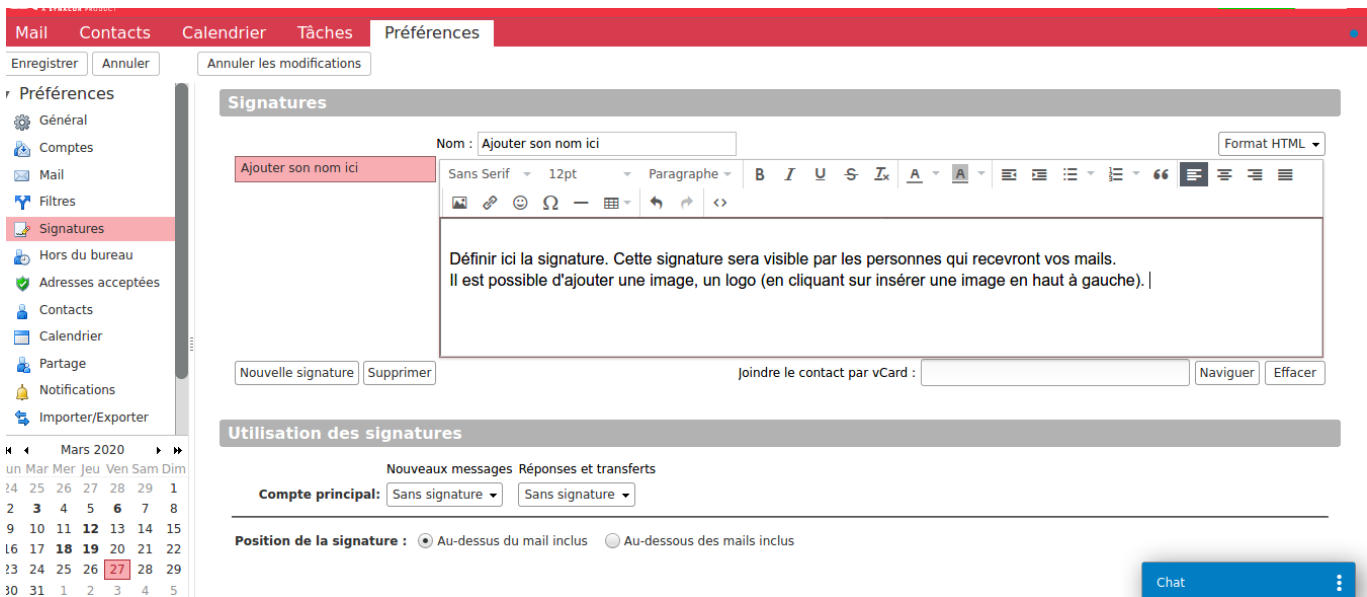 A SYNACOR PRODUCT
Mail Contacts Calendrier Tâches Préférences
Enregistrer Annuler Annuler les modifications
Préférences
Général
Comptes
Mail
Filtres
Signatures
Hors du bureau
Adresses acceptées
Contacts
Calendrier
Partage
Notifications
Importer/Exporter
Mars 2020
un Mar Mer Jeu Ven Sam Dim
24 25 26 27 28 29 1
2 3 4 5 6 7 8
9 10 11 12 13 14 15
16 17 18 19 20 21 22
23 24 25 26 27 28 29
30 31 1 2 3 4 5
Signatures
Nom : Ajouter son nom ici Format HTML
Ajouter son nom ici
Sans Serif 12pt Paragraphe B I U S Tx A A
Ω
Définir ici la signature. Cette signature sera visible par les personnes qui recevront vos mails.
Il est possible d'ajouter une image, un logo (en cliquant sur insérer une image en haut à gauche).
Nouvelle signature Supprimer Joindre le contact par vCard : Naviguer Effacer
Utilisation des signatures
Nouveaux messages Réponses et transferts
Compte principal: Sans signature Sans signature
Position de la signature : Au-dessus du mail inclus Au-dessous des mails inclus
Chat